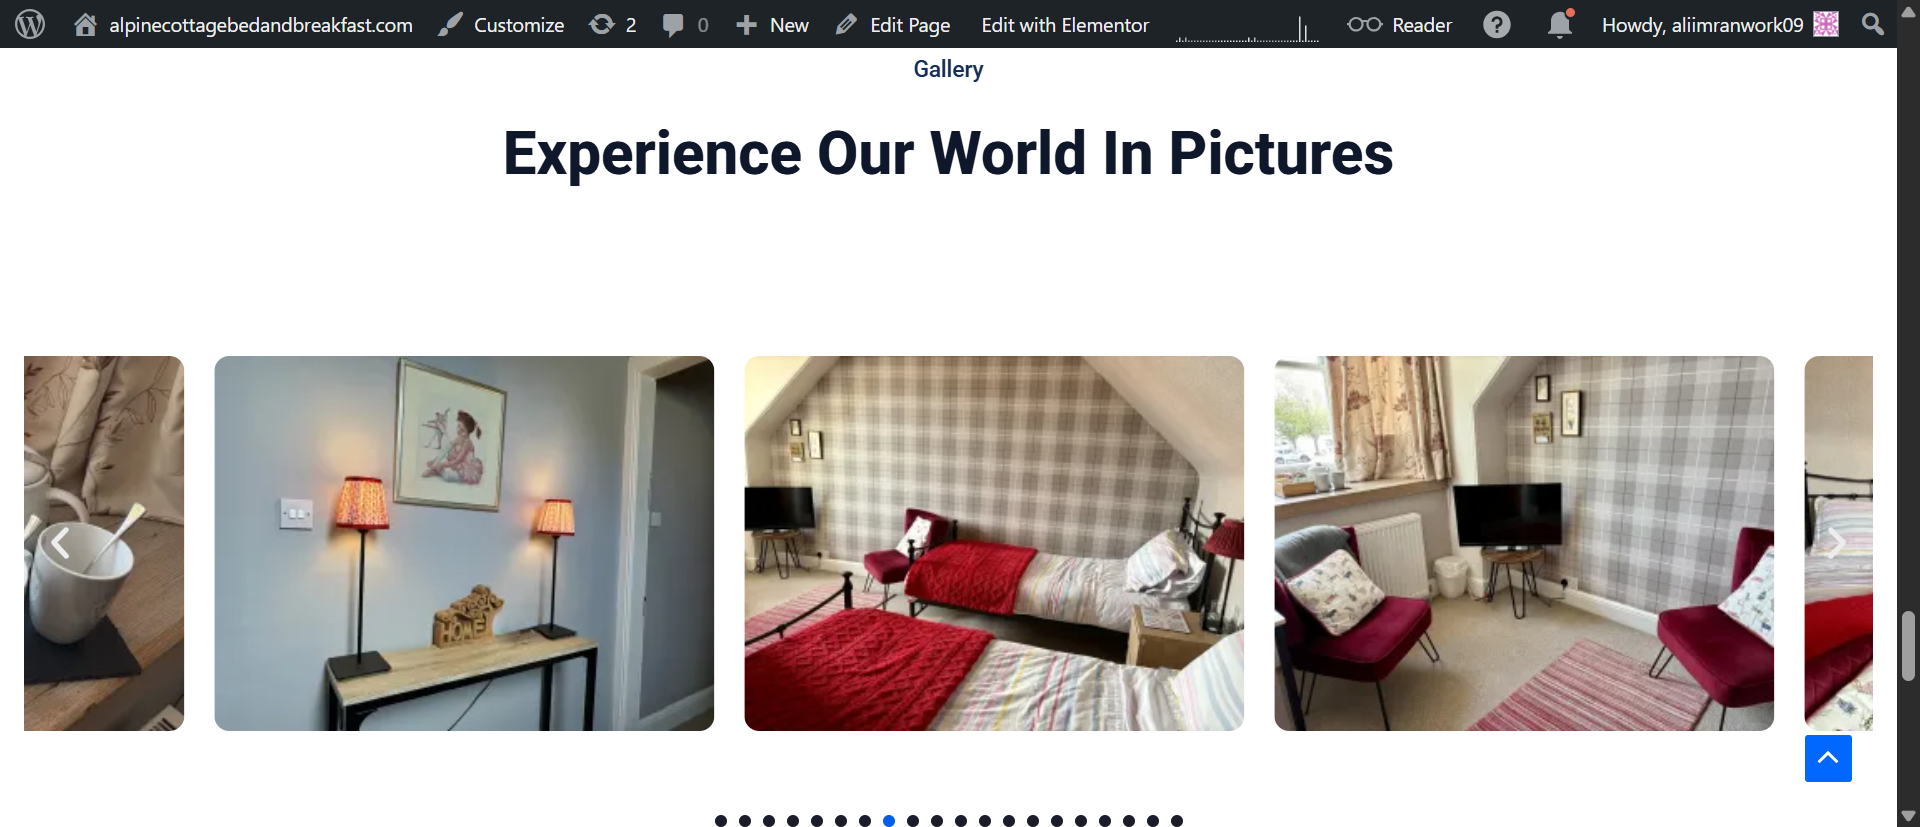 alpinecottagebedandbreakfast.com Customize 2 0 New Edit Page Edit with Elementor Reader Howdy, aliimranwork09
Gallery
Experience Our World In Pictures
HOME